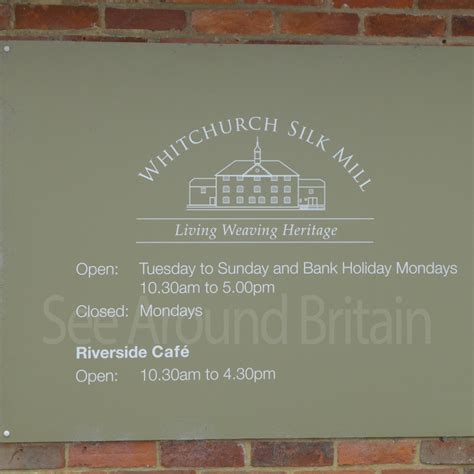 WHITCHURCH SILK MILL
Living Weaving Heritage
Open: Tuesday to Sunday and Bank Holiday Mondays
10.30am to 5.00pm
Closed: Mondays
See Around Britain
Riverside Café
Open: 10.30am to 4.30pm